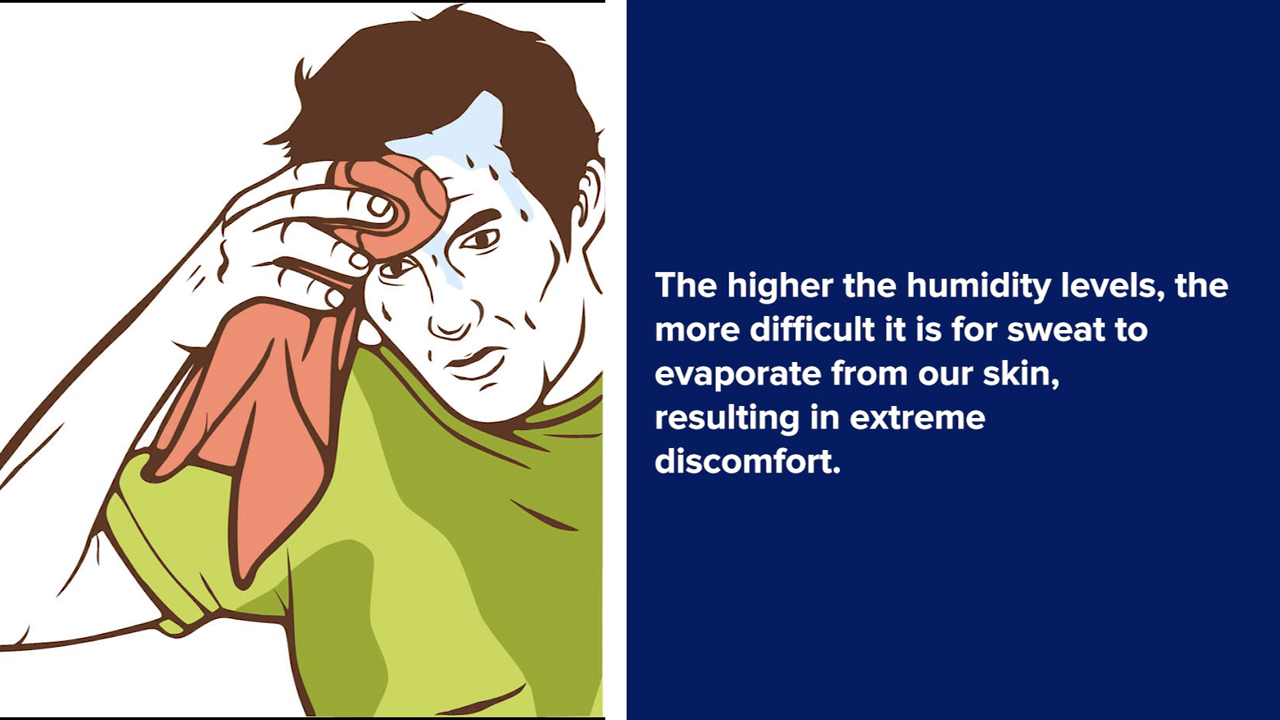 The higher the humidity levels, the
more difficult it is for sweat to
evaporate from our skin,
resulting in extreme
discomfort.